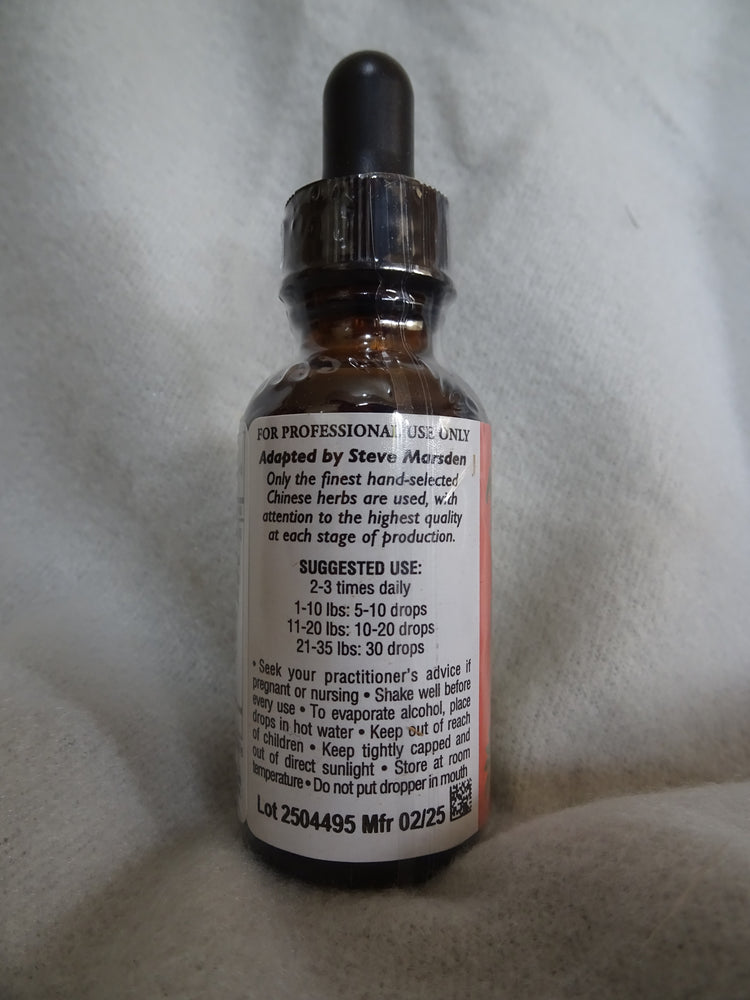 FOR PROFESSIONAL USE ONLY
Adapted by Steve Marsden
Only the finest hand-selected
Chinese herbs are used, with
attention to the highest quality
at each stage of production.
SUGGESTED USE:
2-3 times daily
1-10 lbs: 5-10 drops
11-20 lbs: 10-20 drops
21-35 lbs: 30 drops
• Seek your practitioner's advice if
pregnant or nursing • Shake well before
every use • To evaporate alcohol, place
drops in hot water • Keep out of reach
of children • Keep tightly capped and
out of direct sunlight • Store at room
temperature • Do not put dropper in mouth
Lot 2504495 Mfr 02/25